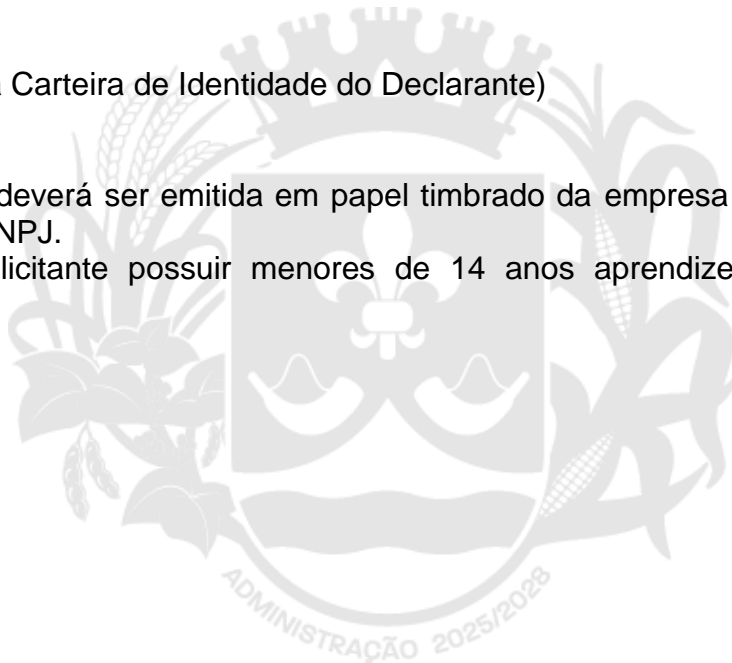 a Carteira de Identidade do Declarante)
deverá ser emitida em papel timbrado da empresa
NPJ.
licitante possuir menores de 14 anos aprendize
ADMINISTRAÇÃO 2025/2028